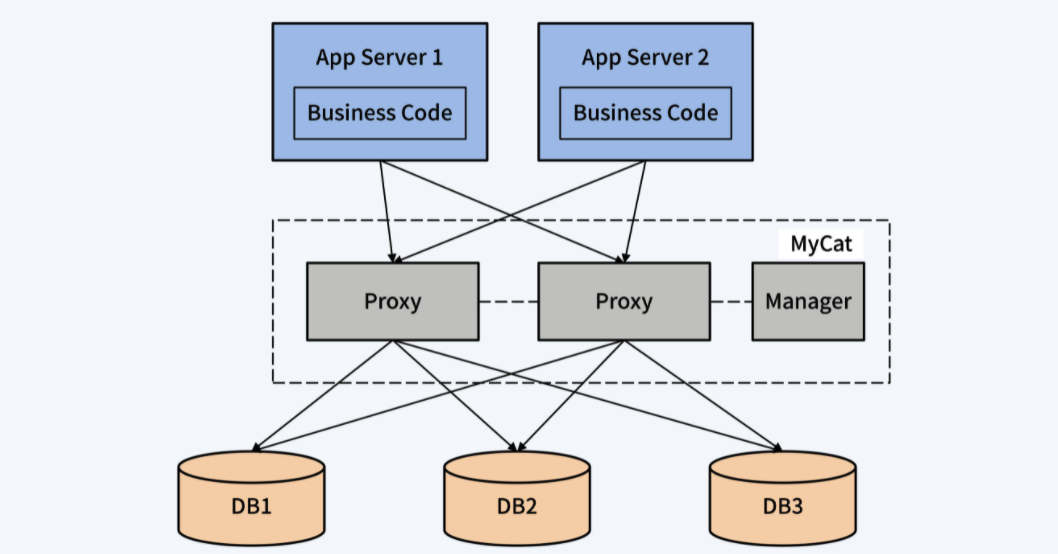 App Server 1
App Server 2
Business Code
Business Code
MyCat
Proxy
Proxy
Manager
DB1
DB2
DB3